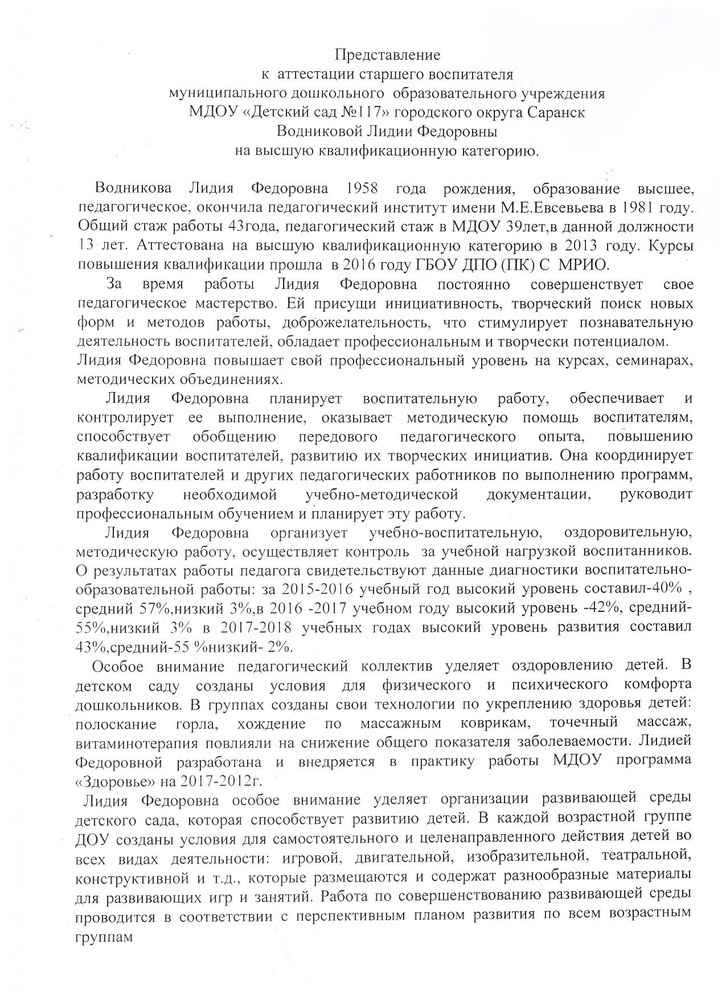 Представление
к аттестации старшего воспитателя
муниципального дошкольного образовательного учреждения
МДОУ «Детский сад №117» городского округа Саранск
Водниковой Лидии Федоровны
на высшую квалификационную категорию.
Водникова Лидия Федоровна 1958 года рождения, образование высшее,
педагогическое, окончила педагогический институт имени М.Е.Евсевьева в 1981 году.
Общий стаж работы 43года, педагогический стаж в МДОУ 39лет,в данной должности
13 лет. Аттестована на высшую квалификационную категорию в 2013 году. Курсы
повышения квалификации прошла в 2016 году ГБОУ ДПО (ПК) С МРИО.
За время работы Лидия Федоровна постоянно совершенствует свое
педагогическое мастерство. Ей присущи инициативность, творческий поиск новых
форм и методов работы, доброжелательность, что стимулирует познавательную
деятельность воспитателей, обладает профессиональным и творчески потенциалом.
Лидия Федоровна повышает свой профессиональный уровень на курсах, семинарах,
методических объединениях.
Лидия Федоровна планирует воспитательную работу, обеспечивает и
контролирует ее выполнение, оказывает методическую помощь воспитателям,
способствует обобщению передового педагогического опыта, повышению
квалификации воспитателей, развитию их творческих инициатив. Она координирует
работу воспитателей и других педагогических работников по выполнению программ,
разработку необходимой учебно-методической документации, руководит
профессиональным обучением и планирует эту работу.
Лидия Федоровна организует учебно-воспитательную, оздоровительную,
методическую работу, осуществляет контроль за учебной нагрузкой воспитанников.
О результатах работы педагога свидетельствуют данные диагностики воспитательно-
образовательной работы: за 2015-2016 учебный год высокий уровень составил-40% ,
средний 57%,низкий 3%,в 2016 -2017 учебном году высокий уровень -42%, средний-
55%,низкий 3% в 2017-2018 учебных годах высокий уровень развития составил
43%,средний-55 %низкий- 2%.
Особое внимание педагогический коллектив уделяет оздоровлению детей. В
детском саду созданы условия для физического и психического комфорта
дошкольников. В группах созданы свои технологии по укреплению здоровья детей:
полоскание горла, хождение по массажным коврикам, точечный массаж,
витаминотерапия повлияли на снижение общего показателя заболеваемости. Лидией
Федоровной разработана и внедряется в практику работы МДОУ программа
«Здоровье» на 2017-2012г.
Лидия Федоровна особое внимание уделяет организации развивающей среды
детского сада, которая способствует развитию детей. В каждой возрастной группе
ДОУ созданы условия для самостоятельного и целенаправленного действия детей во
всех видах деятельности: игровой, двигательной, изобразительной, театральной,
конструктивной и т.д., которые размещаются и содержат разнообразные материалы
для развивающих игр и занятий. Работа по совершенствованию развивающей среды
проводится в соответствии с перспективным планом развития по всем возрастным
группам